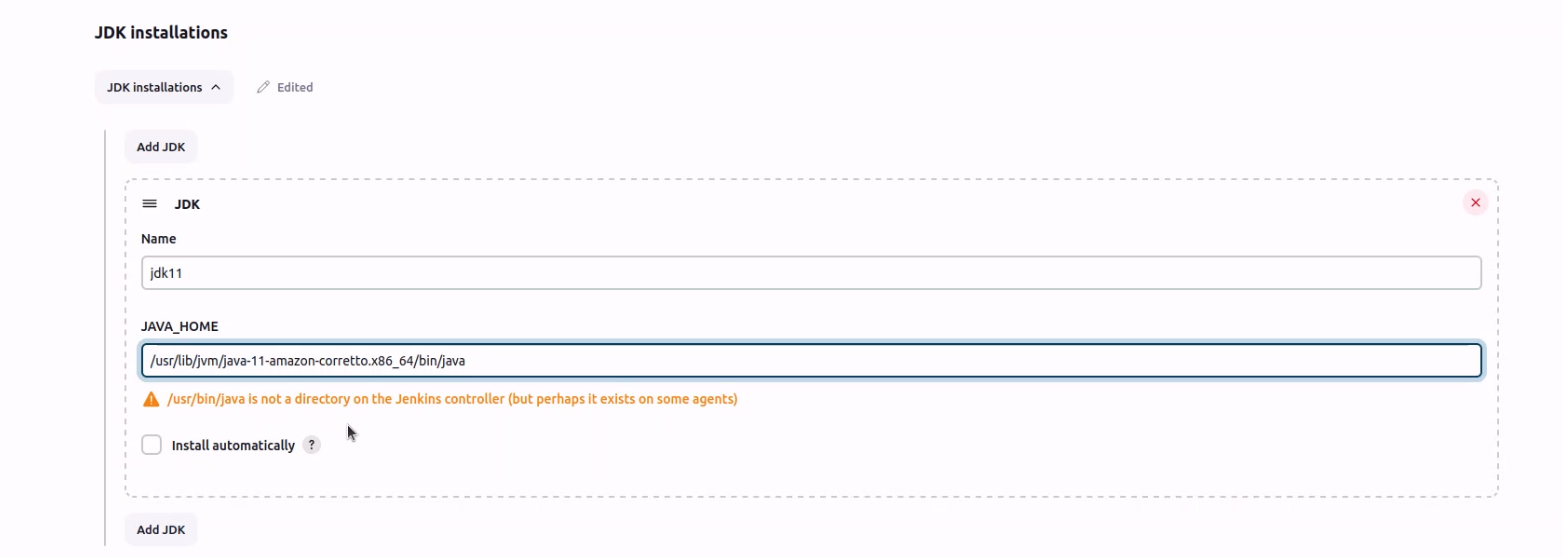 JDK installations
JDK installations
Edited
Add JDK
JDK
Name
jdk11
JAVA_HOME
/usr/lib/jvm/java-11-amazon-corretto.x86_64/bin/java
/usr/bin/java is not a directory on the Jenkins controller (but perhaps it exists on some agents)
Install automatically ?
Add JDK